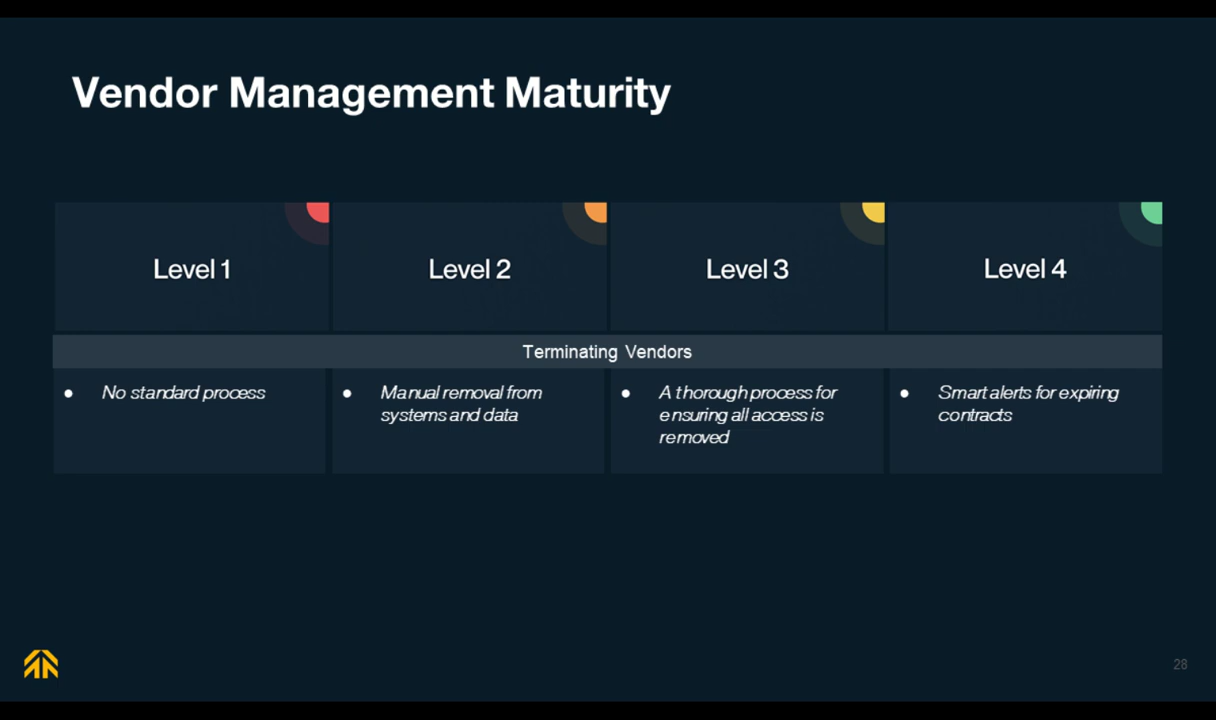 Vendor Management Maturity
Level 1
Level 2
Level 3
Level 4
Terminating Vendors
● No standard process
● Manual removal from
systems and data
● A thorough process for
ensuring all access is
removed
● Smart alerts for expiring
contracts
28